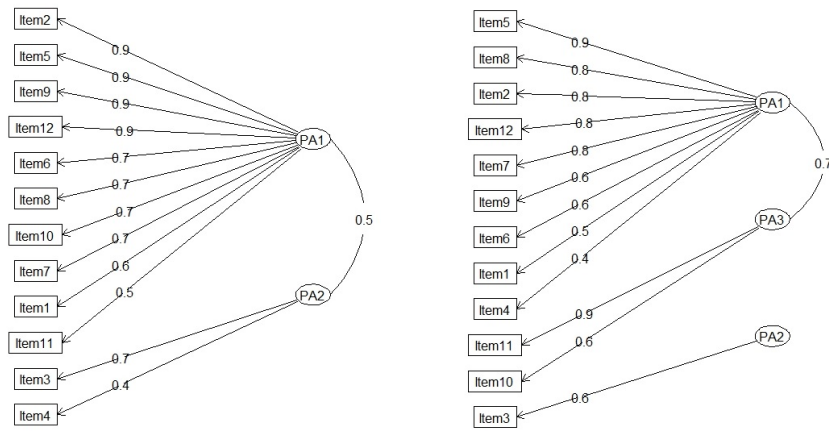 Item2
0.9
Item5
0.9
Item9
0.9
Item12
0.9
Item6
0.7
Item8
0.7
Item10
0.7
Item7
0.7
Item1
0.6
Item11
0.5
Item3
0.7
Item4
0.4
PA1
0.5
PA2
Item5
0.9
Item8
0.8
Item2
0.8
Item12
0.8
Item7
0.8
Item9
0.6
Item6
0.6
Item1
0.5
Item4
0.4
Item11
0.9
Item10
0.6
Item3
0.6
PA1
0.7
PA3
PA2